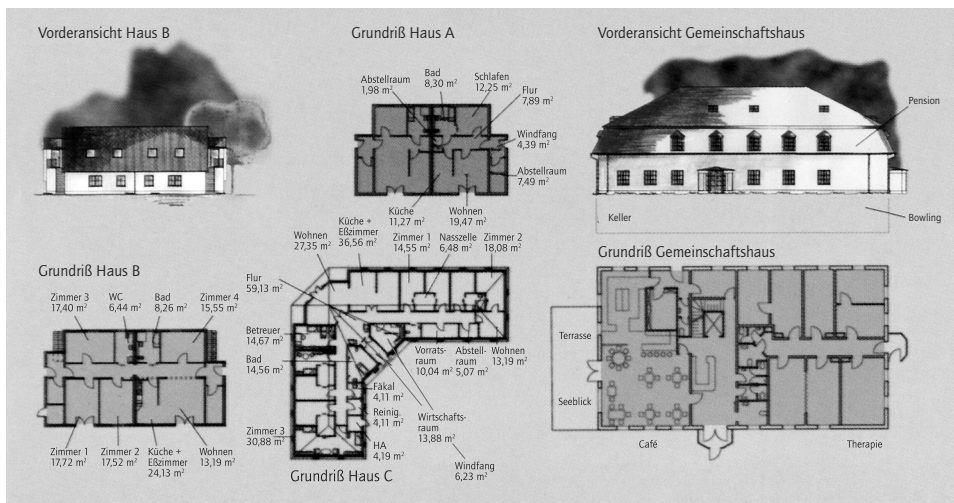 Vorderansicht Haus B
Grundriß Haus A
Vorderansicht Gemeinschaftshaus
Abstellraum
1,98 m²
Bad
8,30 m²
Schlafen
12,25 m²
Flur
7,89 m²
Windfang
4,39 m²
Abstellraum
7,49 m²
Küche
11,27 m²
Wohnen
19,47 m²
Pension
Keller
Bowling
Grundriß Haus B
Zimmer 3
17,40 m²
WC
6,44 m²
Bad
8,26 m²
Zimmer 4
15,55 m²
Zimmer 1
17,72 m²
Zimmer 2
17,52 m²
Küche +
Eßzimmer
24,13 m²
Wohnen
13,19 m²
Wohnen
27,35 m²
Küche +
Eßzimmer
36,56 m²
Zimmer 1
14,55 m²
Nasszelle
6,48 m²
Zimmer 2
18,08 m²
Flur
59,13 m²
Betreuer
14,67 m²
Bad
14,56 m²
Zimmer 3
30,88 m²
Vorrats-
raum
10,04 m²
Abstell-
raum
5,07 m²
Wohnen
13,19 m²
Fäkal
4,11 m²
Reinig.
4,11 m²
HA
4,19 m²
Wirtschafts-
raum
13,88 m²
Windfang
6,23 m²
Grundriß Haus C
Grundriß Gemeinschaftshaus
Terrasse
Seeblick
Café
Therapie